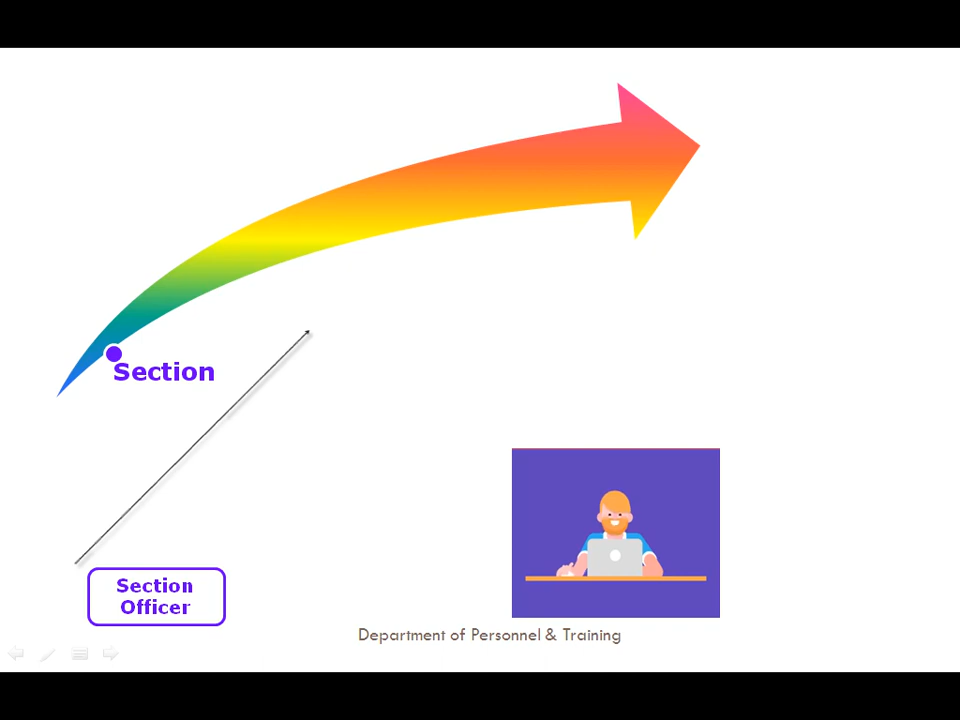 Section
Section
Officer
Department of Personnel & Training